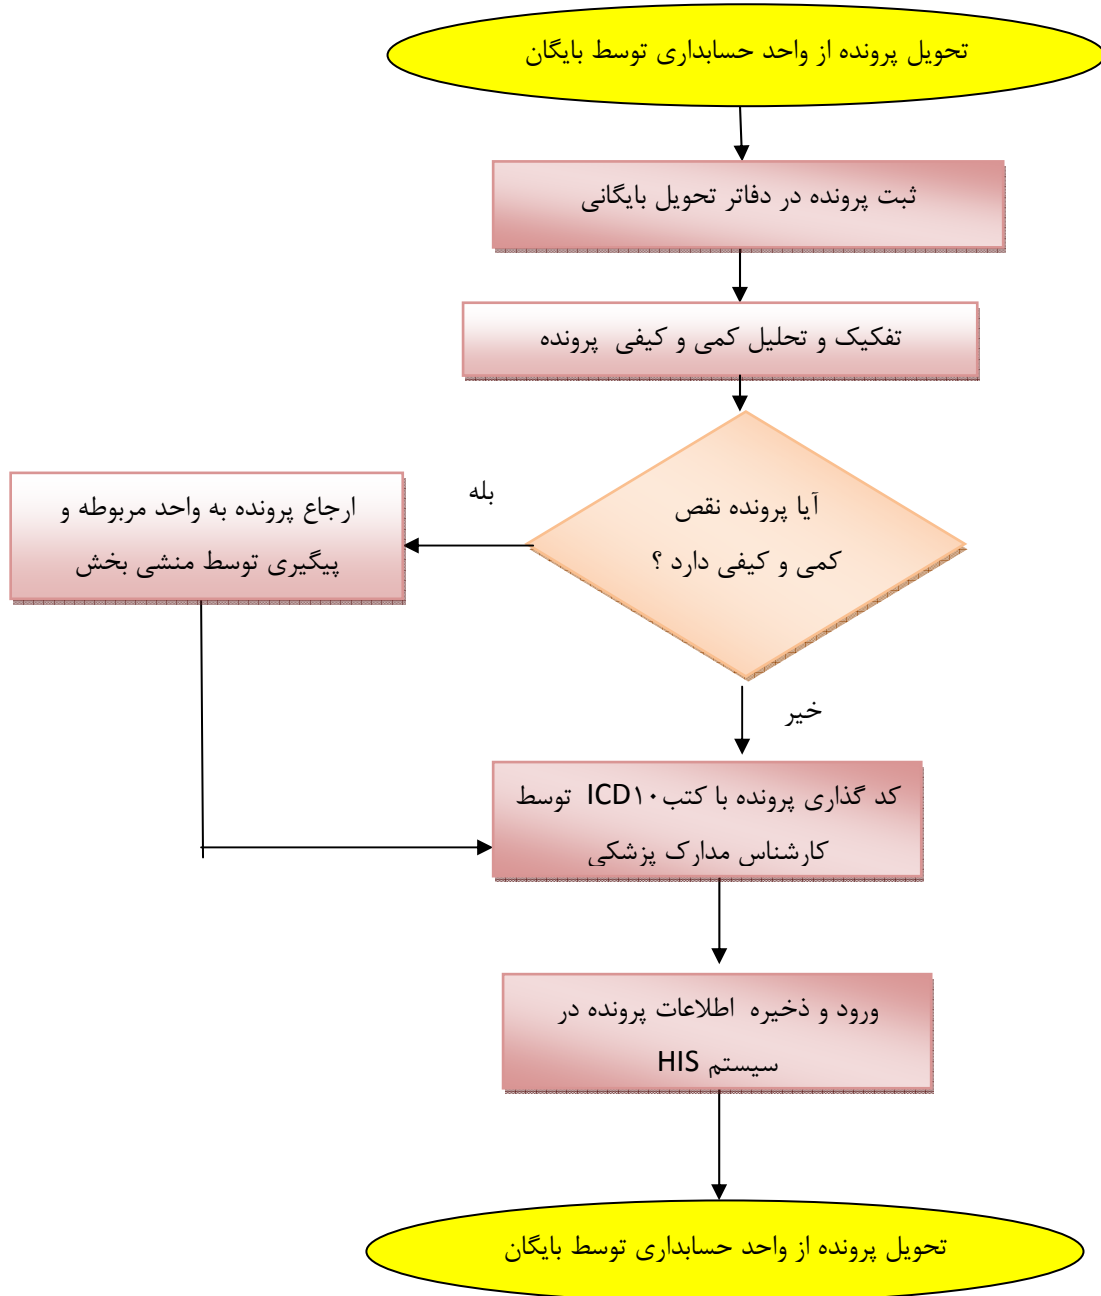 تحویل پرونده از واحد حسابداری توسط بایگان
ثبت پرونده در دفاتر تحویل بایگانی
تفکیک و تحلیل کمی و کیفی پرونده
آیا پرونده نقص
کمی و کیفی دارد ؟
بله
ارجاع پرونده به واحد مربوطه و
پیگیری توسط منشی بخش
خیر
کد گذاری پرونده با کتب ICD۱۰ توسط
کارشناس مدارک پزشکی
ورود و ذخیره اطلاعات پرونده در
سیستم HIS
تحویل پرونده از واحد حسابداری توسط بایگان